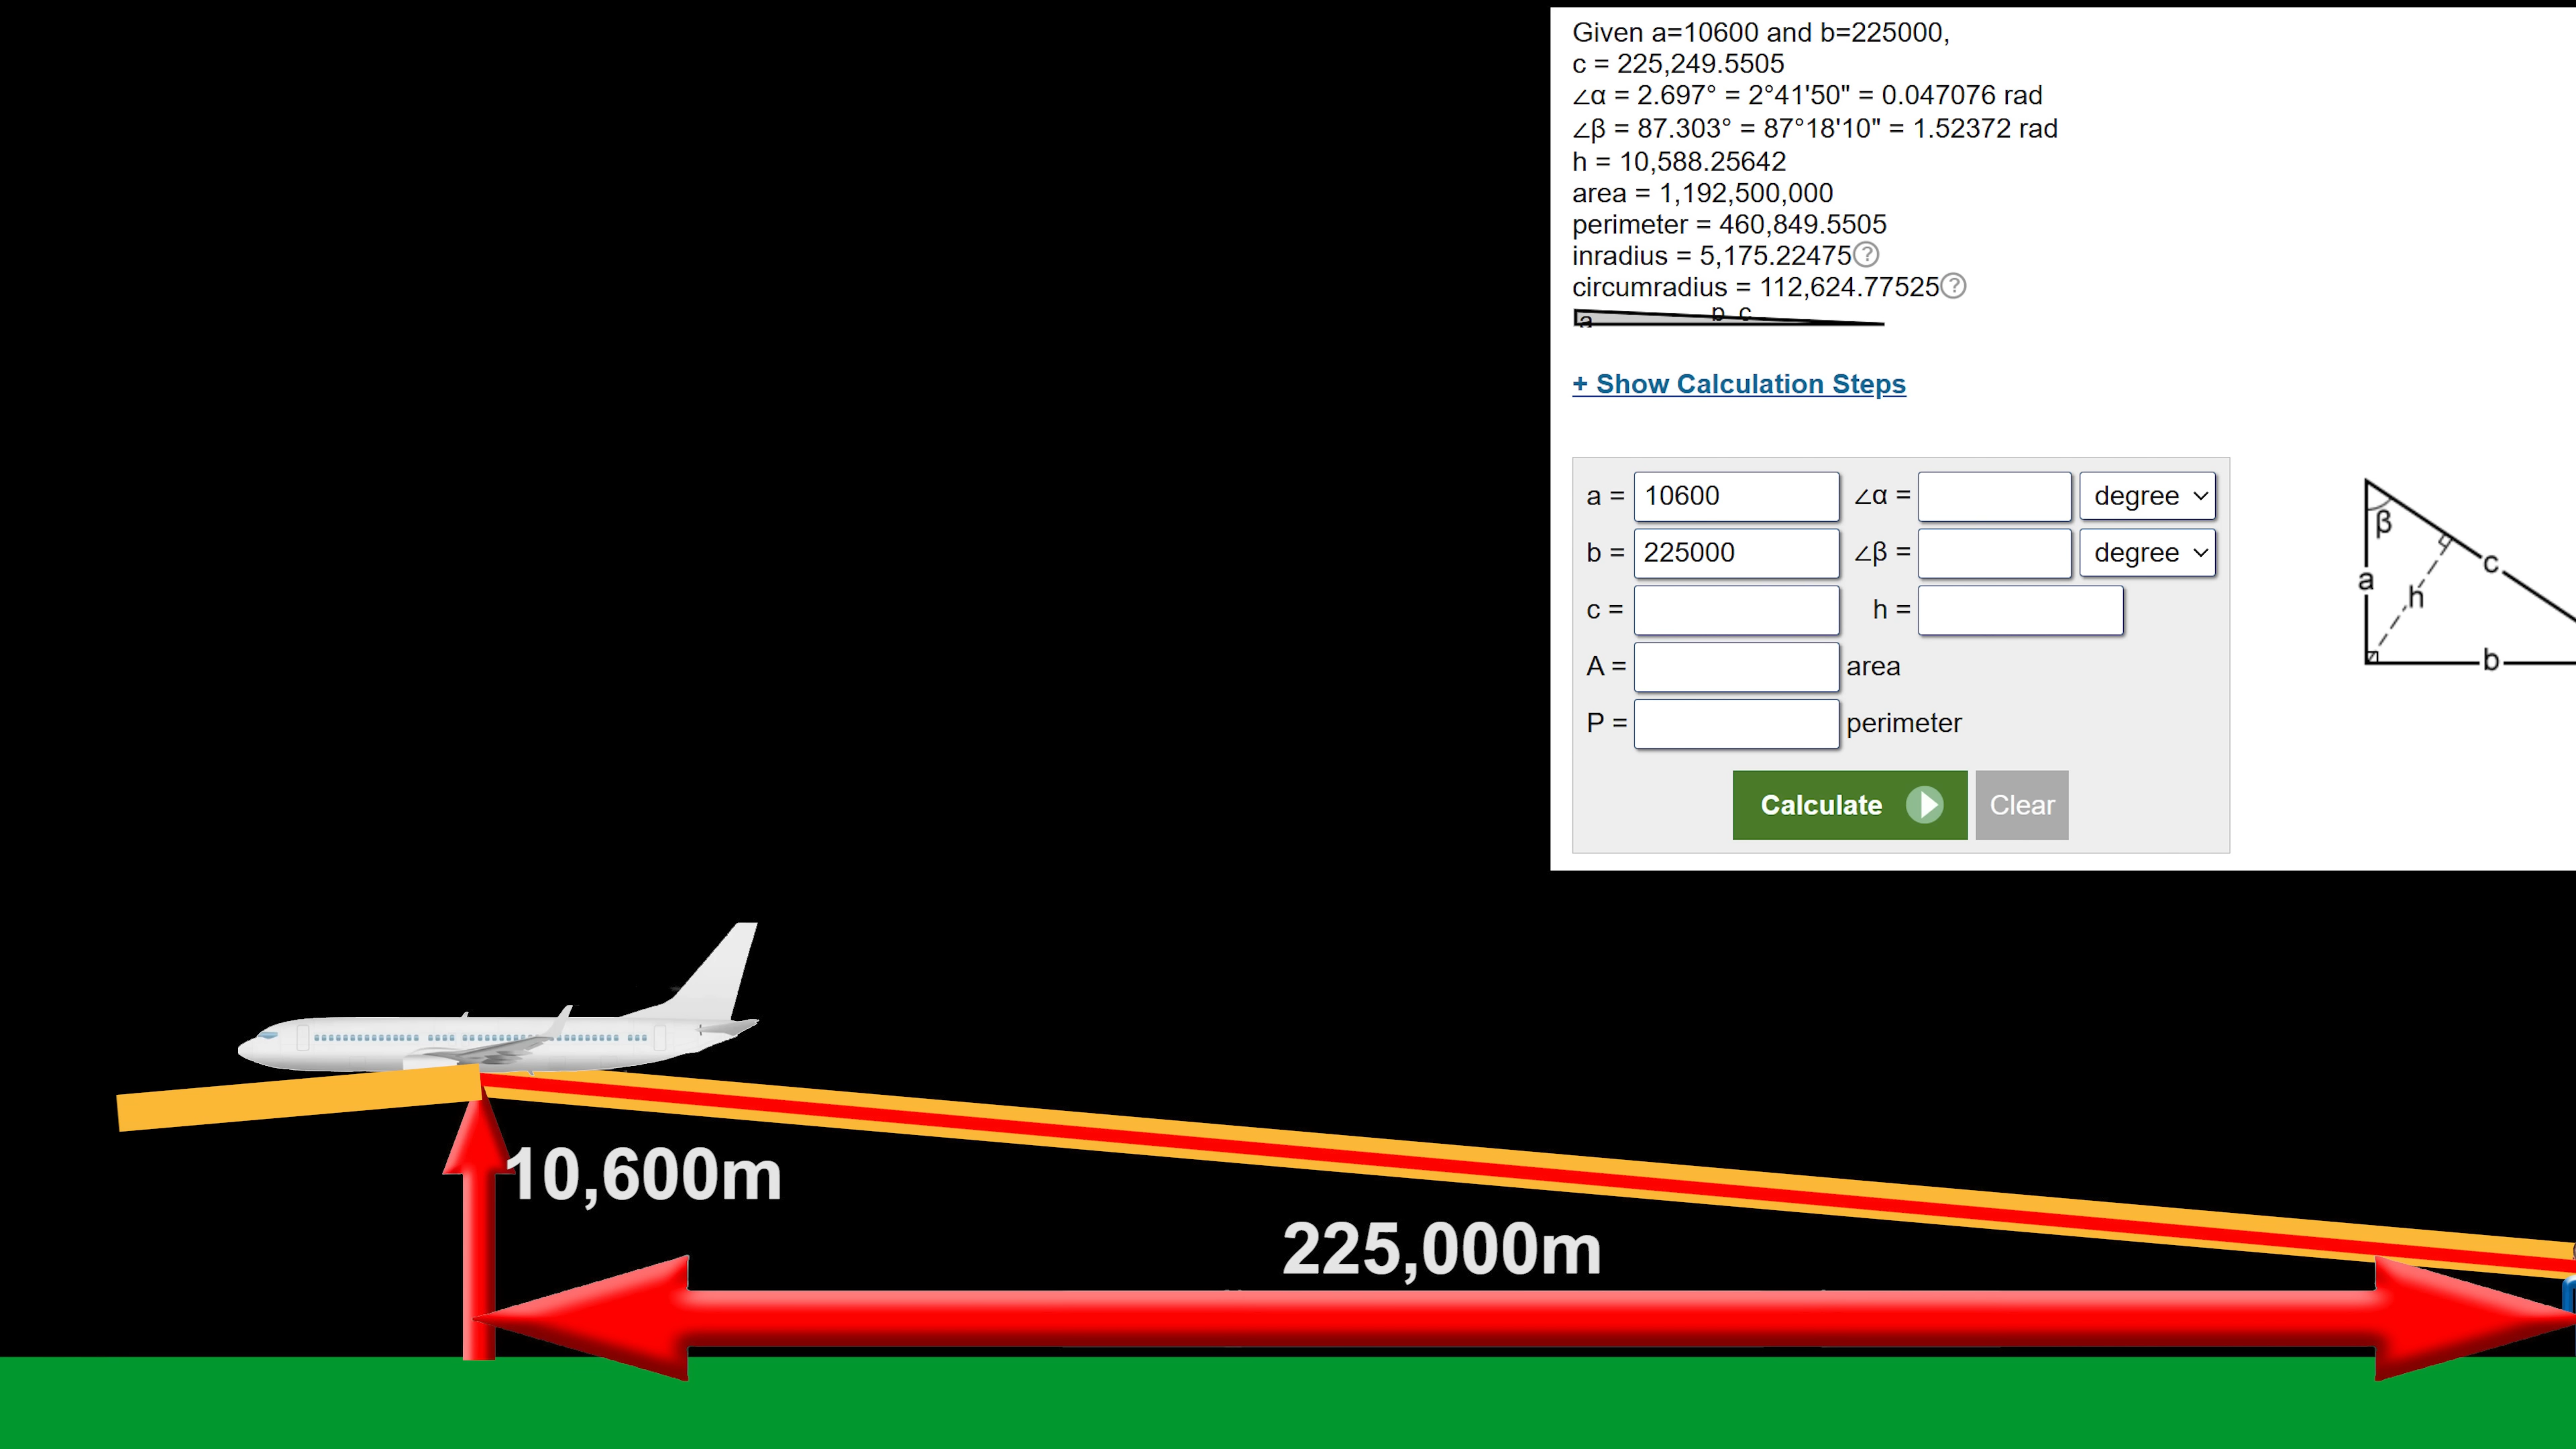 Given a=10600 and b=225000,
c = 225,249.5505
∠α = 2.697° = 2°41'50" = 0.047076 rad
∠β = 87.303° = 87°18'10" = 1.52372 rad
h = 10,588.25642
area = 1,192,500,000
perimeter = 460,849.5505
inradius = 5,175.22475?
circumradius = 112,624.77525?
a b c
+ Show Calculation Steps
a = 10600 ∠α = degree
b = 225000 ∠β = degree
c = h =
A = area
P = perimeter
Calculate Clear
β
c
a
h
b
10,600m
225,000m